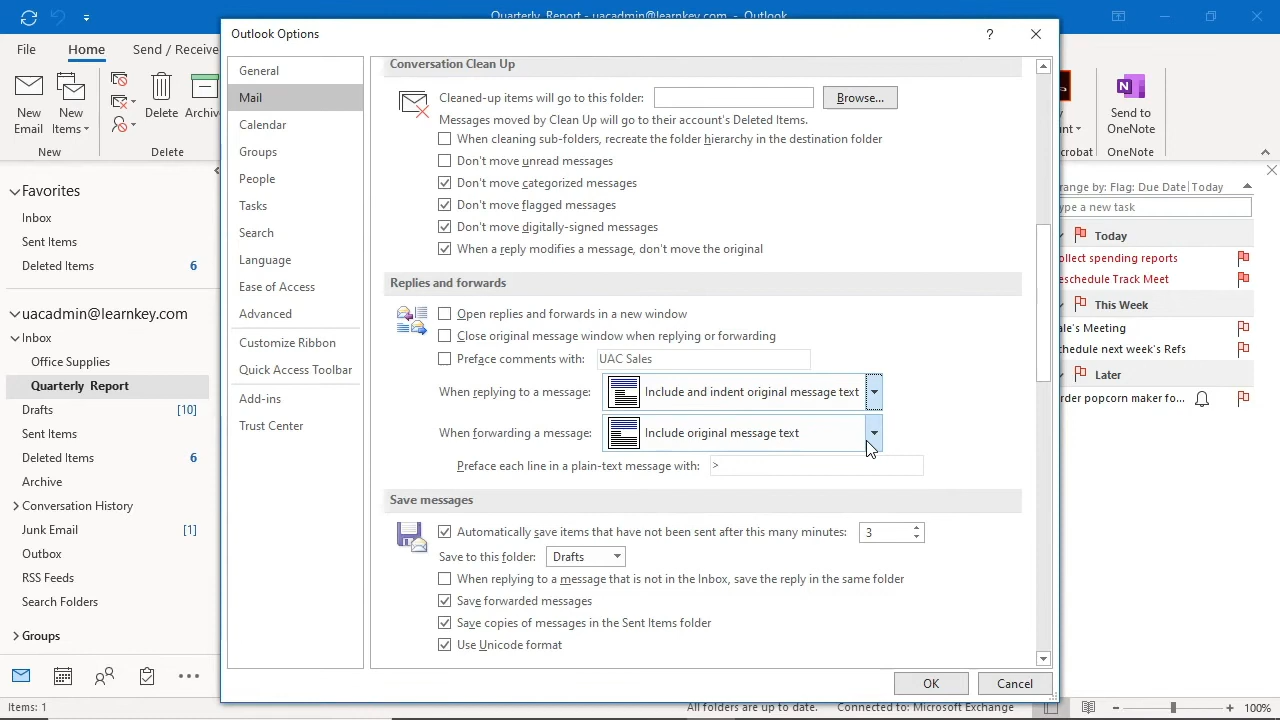 Quarterly Report - uacadmin@learnkey.com - Outlook
File
Home
Send / Receive
New Email
New Items
Delete
Archive
New
Delete
Send to OneNote
OneNote
Favorites
Inbox
Sent Items
Deleted Items 6
uacadmin@learnkey.com
Inbox
Office Supplies
Quarterly Report
Drafts [10]
Sent Items
Deleted Items 6
Archive
Conversation History
Junk Email [1]
Outbox
RSS Feeds
Search Folders
Groups
Items: 1
Outlook Options
?
General
Mail
Calendar
Groups
People
Tasks
Search
Language
Ease of Access
Advanced
Customize Ribbon
Quick Access Toolbar
Add-ins
Trust Center
Conversation Clean Up
Cleaned-up items will go to this folder:
Browse...
Messages moved by Clean Up will go to their account's Deleted Items.
When cleaning sub-folders, recreate the folder hierarchy in the destination folder
Don't move unread messages
Don't move categorized messages
Don't move flagged messages
Don't move digitally-signed messages
When a reply modifies a message, don't move the original
Replies and forwards
Open replies and forwards in a new window
Close original message window when replying or forwarding
Preface comments with: UAC Sales
When replying to a message: Include and indent original message text
When forwarding a message: Include original message text
Preface each line in a plain-text message with: >
Save messages
Automatically save items that have not been sent after this many minutes: 3
Save to this folder: Drafts
When replying to a message that is not in the Inbox, save the reply in the same folder
Save forwarded messages
Save copies of messages in the Sent Items folder
Use Unicode format
OK
Cancel
range by: Flag: Due Date Today
ype a new task
Today
ollect spending reports
eschedule Track Meet
This Week
ale's Meeting
chedule next week's Refs
Later
rder popcorn maker fo...
All folders are up to date.
Connected to: Microsoft Exchange
100%